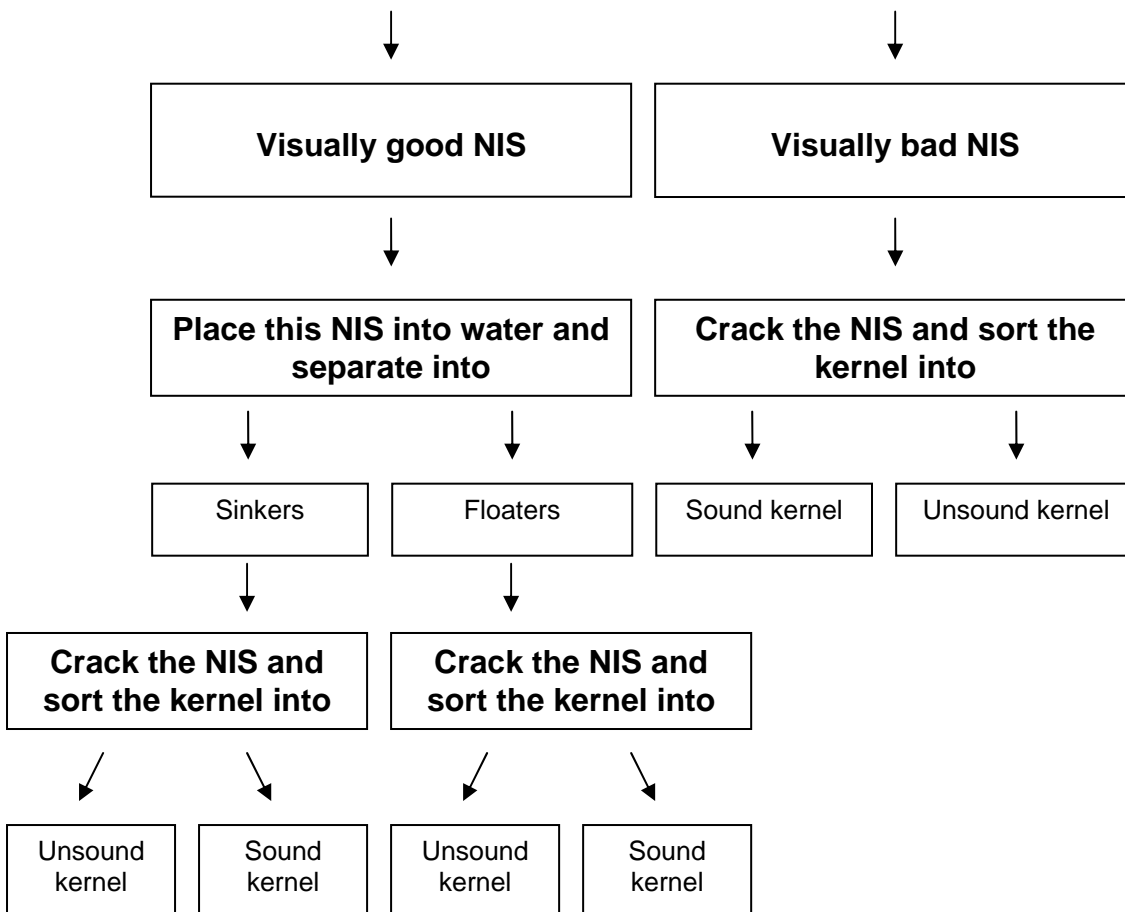 Visually good NIS
Visually bad NIS
Place this NIS into water and
separate into
Crack the NIS and sort the
kernel into
Sinkers
Floaters
Sound kernel
Unsound kernel
Crack the NIS and
sort the kernel into
Crack the NIS and
sort the kernel into
Unsound
kernel
Sound
kernel
Unsound
kernel
Sound
kernel